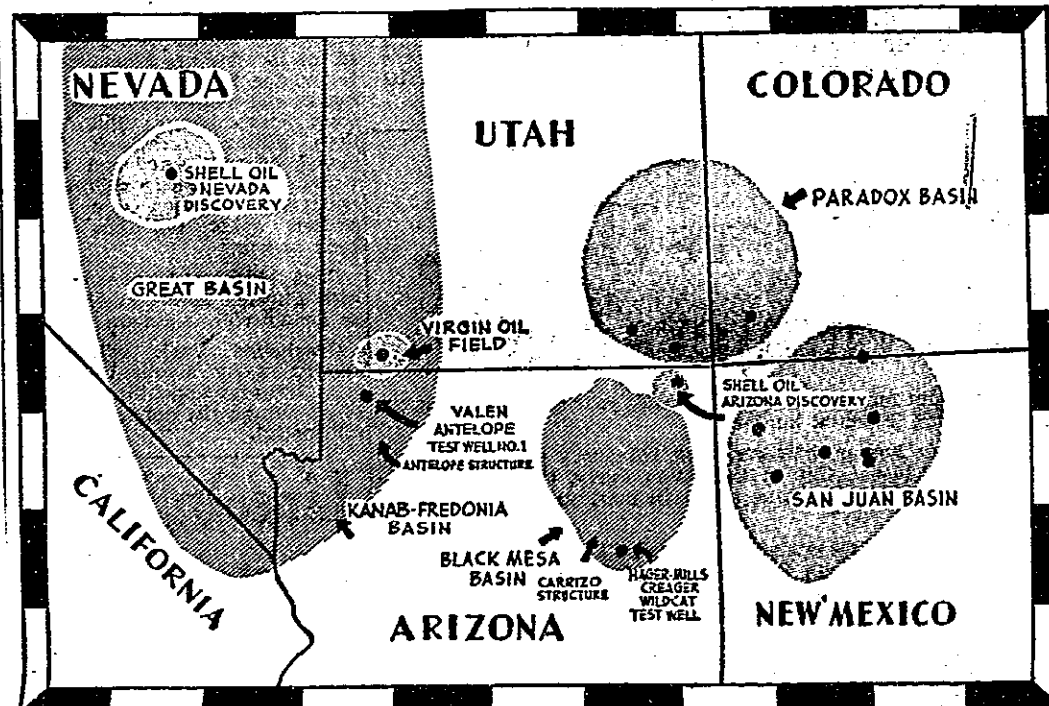 NEVADA
COLORADO
UTAH
SHELL OIL
NEVADA
DISCOVERY
PARADOX BASIN
GREAT BASIN
VIRGIN OIL
FIELD
SHELL OIL
ARIZONA DISCOVERY
VALEN
ANTELOPE
TEST WELL NO.1
ANTELOPE STRUCTURE
SAN JUAN BASIN
CALIFORNIA
KANAB-FREDONIA
BASIN
BLACK MESA
BASIN
CARRIZO
STRUCTURE
HAGER-MILLS
CREAGER
WILDCAT
TEST WELL
ARIZONA
NEW MEXICO